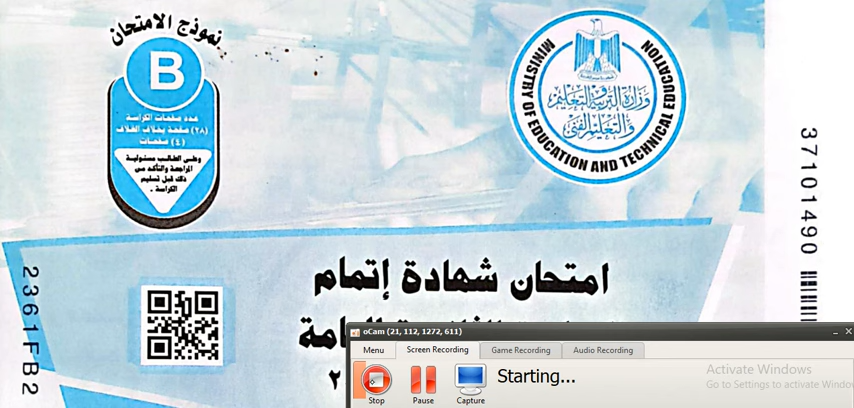 نموذج الامتحان
B
عدد صفحات الكراسة
(٢٨) صفحة بخلاف الغلاف
(٤) صفحات
وعلى الطالب مسئولية
المراجعة والتأكد من
ذلك قبل تسليم
الكراسة.
MINISTRY OF EDUCATION AND TECHNICAL EDUCATION
وزارة التربية والتعليم
والتعليم الفني
37101490
2361FB2
امتحان شهادة إتمام
oCam (21, 112, 1272, 611)
Menu Screen Recording Game Recording Audio Recording
Starting...
Stop Pause Capture
Activate Windows
Go to Settings to activate